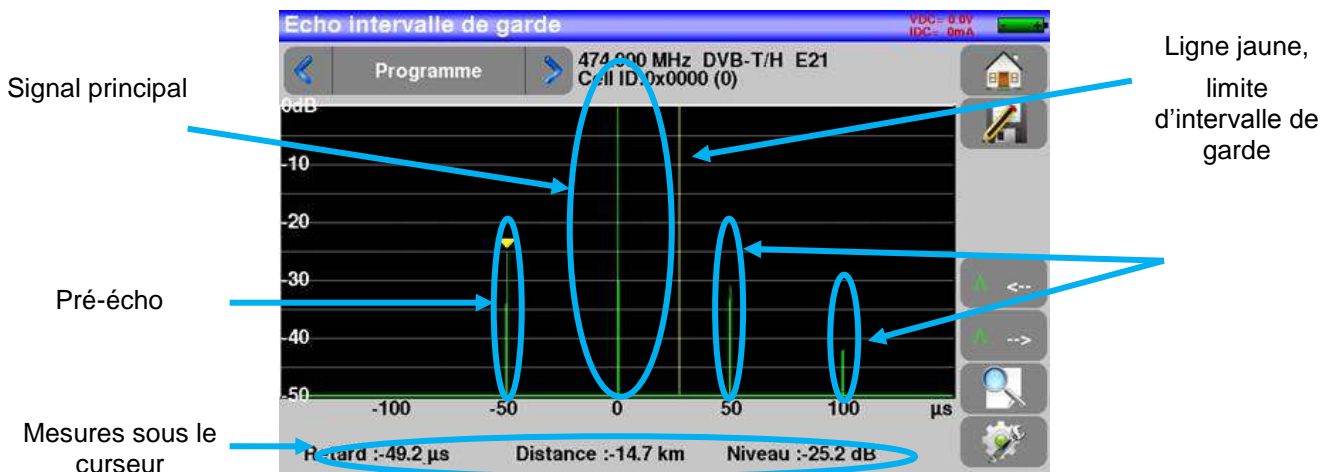 Echo intervalle de garde
VDC= 0.0V
IDC= 0mA
Programme
474.000 MHz DVB-T/H E21
Cell ID:0x0000 (0)
Signal principal
Ligne jaune,
limite
d'intervalle de
garde
0dB
-10
-20
-30
-40
-50
Pré-écho
<--
-->
-100
-50
0
50
100
µs
Mesures sous le
curseur
Retard :-49.2 µs
Distance :-14.7 km
Niveau :-25.2 dB